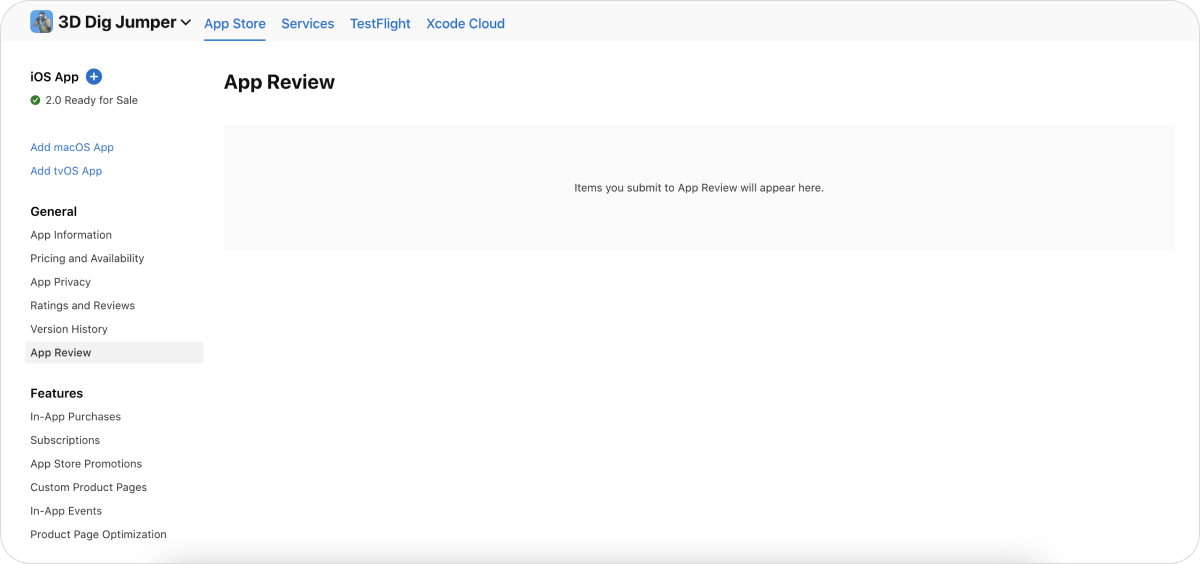 3D Dig Jumper App Store Services TestFlight Xcode Cloud
iOS App
2.0 Ready for Sale
Add macOS App
Add tvOS App
General
App Information
Pricing and Availability
App Privacy
Ratings and Reviews
Version History
App Review
Features
In-App Purchases
Subscriptions
App Store Promotions
Custom Product Pages
In-App Events
Product Page Optimization
App Review
Items you submit to App Review will appear here.